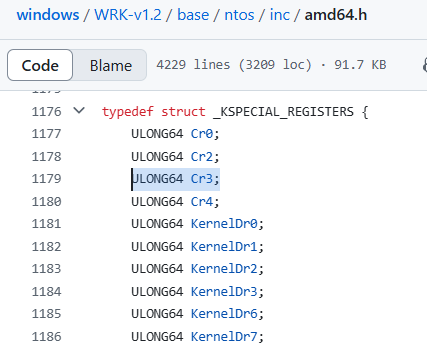 windows / WRK-v1.2 / base / ntos / inc / amd64.h
Code Blame 4229 lines (3209 loc) · 91.7 KB
1176 typedef struct _KSPECIAL_REGISTERS {
1177 ULONG64 Cr0;
1178 ULONG64 Cr2;
1179 ULONG64 Cr3;
1180 ULONG64 Cr4;
1181 ULONG64 KernelDr0;
1182 ULONG64 KernelDr1;
1183 ULONG64 KernelDr2;
1184 ULONG64 KernelDr3;
1185 ULONG64 KernelDr6;
1186 ULONG64 KernelDr7;